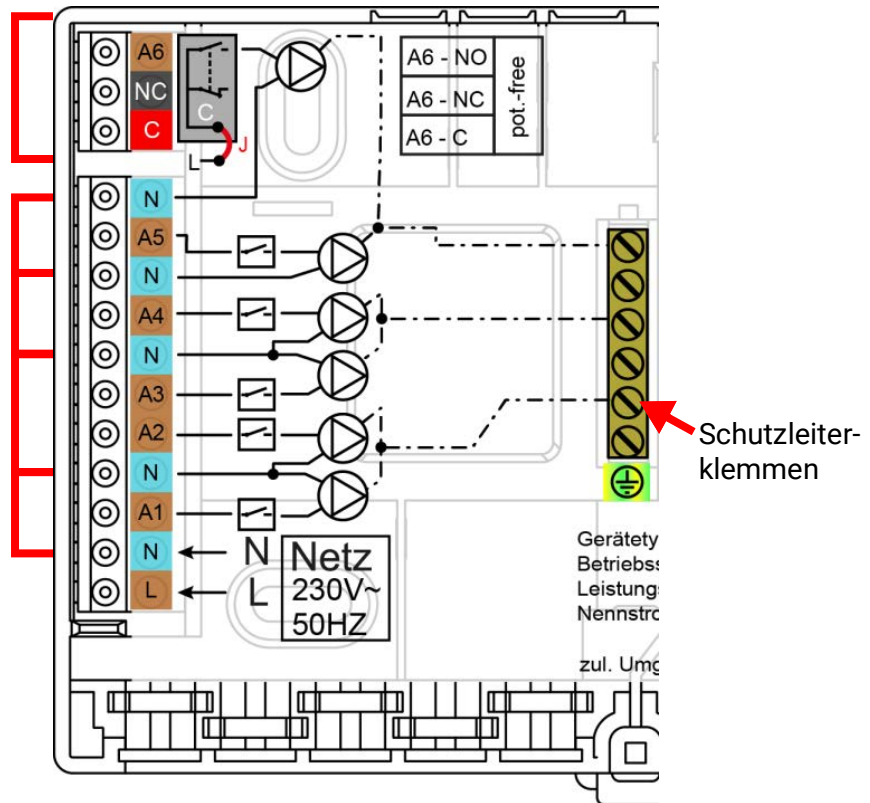 A6
NC
C
C
L
J
A6 - NO
A6 - NC
A6 - C
pot.-free
N
A5
N
A4
N
A3
A2
N
A1
N
L
N
L
Netz
230V~
50HZ
Schutzleiter-
klemmen
Gerätety
Betriebss
Leistungs
Nennstro
zul. Umg